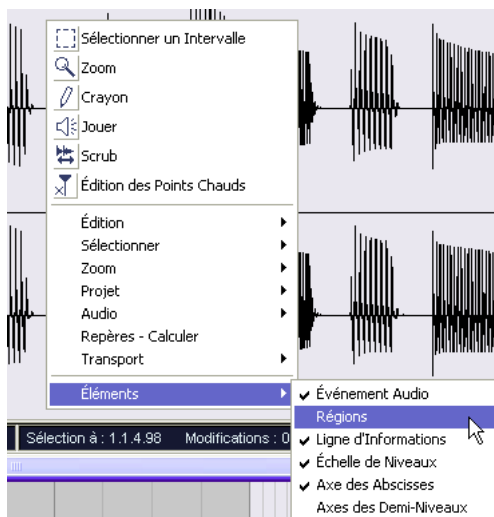 Sélectionner un Intervalle
Zoom
Crayon
Jouer
Scrub
Édition des Points Chauds
Édition
Sélectionner
Zoom
Projet
Audio
Repères - Calculer
Transport
Éléments
Événement Audio
Régions
Sélection à : 1.1.4.98 Modifications : 0
Ligne d'Informations
Échelle de Niveaux
Axe des Abscisses
Axes des Demi-Niveaux